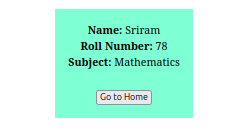 Name: Sriram
Roll Number: 78
Subject: Mathematics
Go to Home